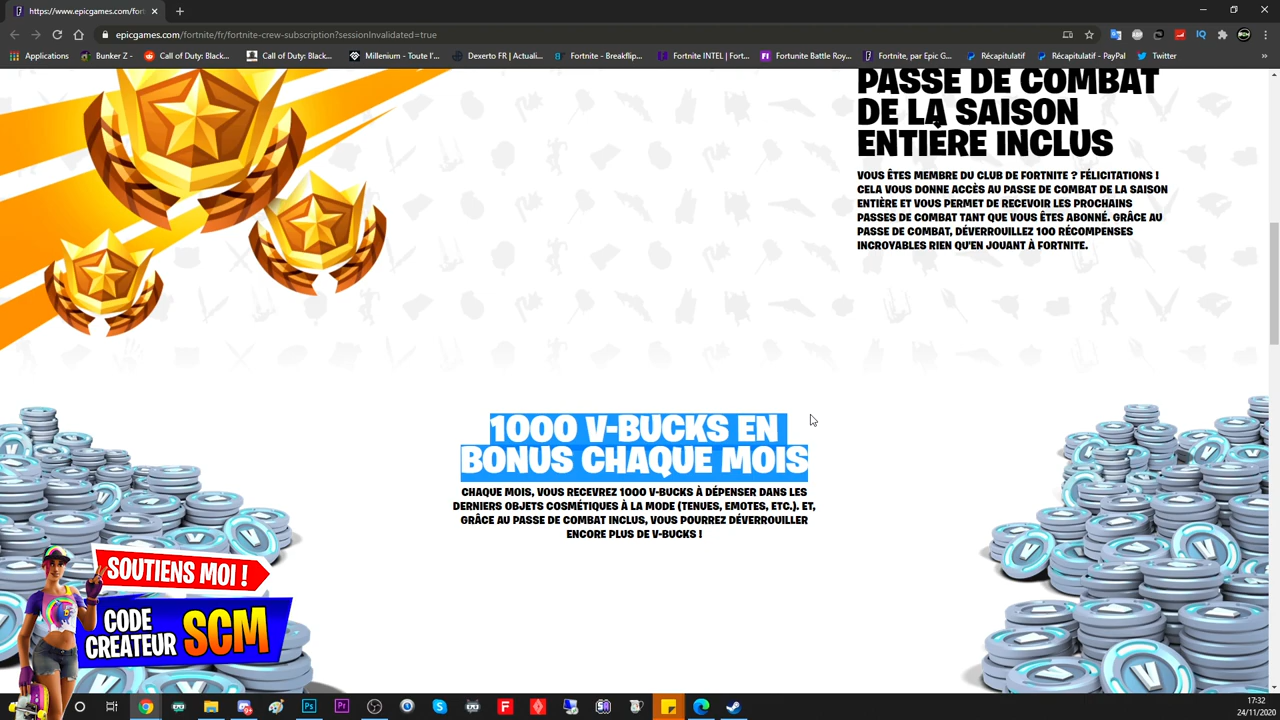 https://www.epicgames.com/fort
epicgames.com/fortnite/fr/fortnite-crew-subscription?sessionInvalidated=true
Applications
Bunker Z -
Call of Duty: Black...
Call of Duty: Black...
Millenium - Toute l'...
Dexerto FR | Actuali...
Fortnite - Breakflip...
Fortnite INTEL | Fort...
Fortunite Battle Roy...
Fortnite, par Epic G...
Récapitulatif
Récapitulatif - PayPal
Twitter
PASSE DE COMBAT
DE LA SAISON
ENTIÈRE INCLUS
VOUS ÊTES MEMBRE DU CLUB DE FORTNITE ? FÉLICITATIONS !
CELA VOUS DONNE ACCÈS AU PASSE DE COMBAT DE LA SAISON
ENTIÈRE ET VOUS PERMET DE RECEVOIR LES PROCHAINS
PASSES DE COMBAT TANT QUE VOUS ÊTES ABONNÉ. GRÂCE AU
PASSE DE COMBAT, DÉVERROUILLEZ 100 RÉCOMPENSES
INCROYABLES RIEN QU'EN JOUANT À FORTNITE.
1000 V-BUCKS EN
BONUS CHAQUE MOIS
CHAQUE MOIS, VOUS RECEVREZ 1000 V-BUCKS À DÉPENSER DANS LES
DERNIERS OBJETS COSMÉTIQUES À LA MODE (TENUES, EMOTES, ETC.). ET,
GRÂCE AU PASSE DE COMBAT INCLUS, VOUS POURREZ DÉVERROUILLER
ENCORE PLUS DE V-BUCKS !
SOUTIENS MOI !
CODE
CREATEUR SCM
17:32
24/11/2020